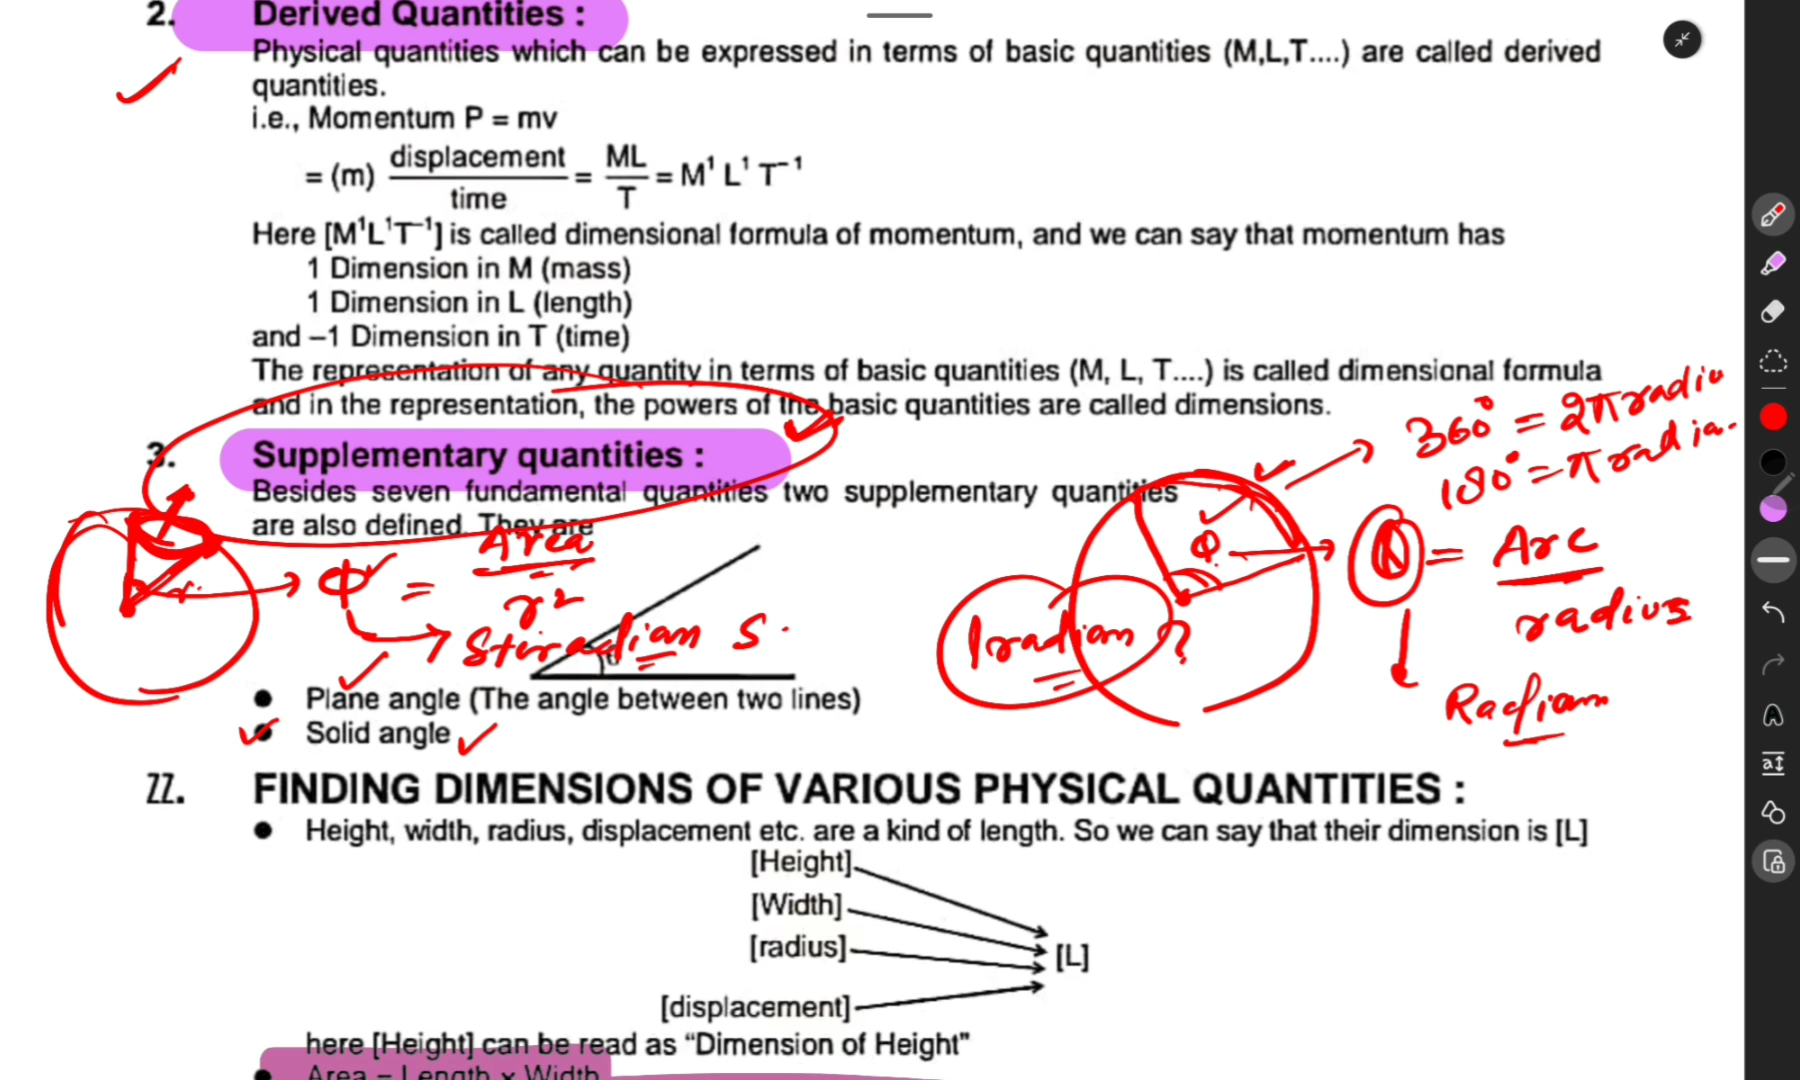 2. Derived Quantities :
Physical quantities which can be expressed in terms of basic quantities (M,L,T....) are called derived
quantities.
i.e., Momentum P = mv
= (m) displacement / time = ML / T = M¹ L¹ T⁻¹
Here [M¹L¹T⁻¹] is called dimensional formula of momentum, and we can say that momentum has
1 Dimension in M (mass)
1 Dimension in L (length)
and –1 Dimension in T (time)
The representation of any quantity in terms of basic quantities (M, L, T....) is called dimensional formula
and in the representation, the powers of the basic quantities are called dimensions.
360° = 2π radia
180° = π radia.
3. Supplementary quantities :
Besides seven fundamental quantities two supplementary quantities
are also defined. They are
r
Φ = Area / r²
Stiradian S.
θ
Φ
= Arc / radius
1 radian ?
Radian
● Plane angle (The angle between two lines)
● Solid angle
ZZ. FINDING DIMENSIONS OF VARIOUS PHYSICAL QUANTITIES :
● Height, width, radius, displacement etc. are a kind of length. So we can say that their dimension is [L]
[Height]
[Width]
[radius]
[L]
[displacement]
here [Height] can be read as “Dimension of Height”
● Area = Length × Width